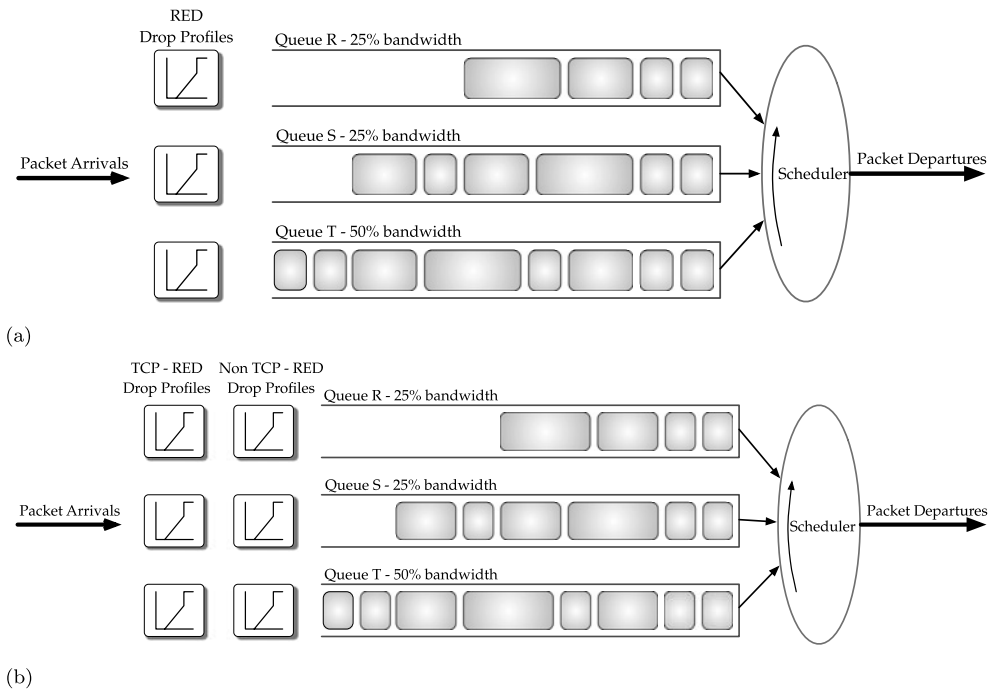 RED
Drop Profiles
Queue R - 25% bandwidth
Queue S - 25% bandwidth
Packet Arrivals
Packet Departures
Scheduler
Queue T - 50% bandwidth
(a)
TCP - RED
Drop Profiles
Non TCP - RED
Drop Profiles
Queue R - 25% bandwidth
Queue S - 25% bandwidth
Packet Arrivals
Packet Departures
Scheduler
Queue T - 50% bandwidth
(b)